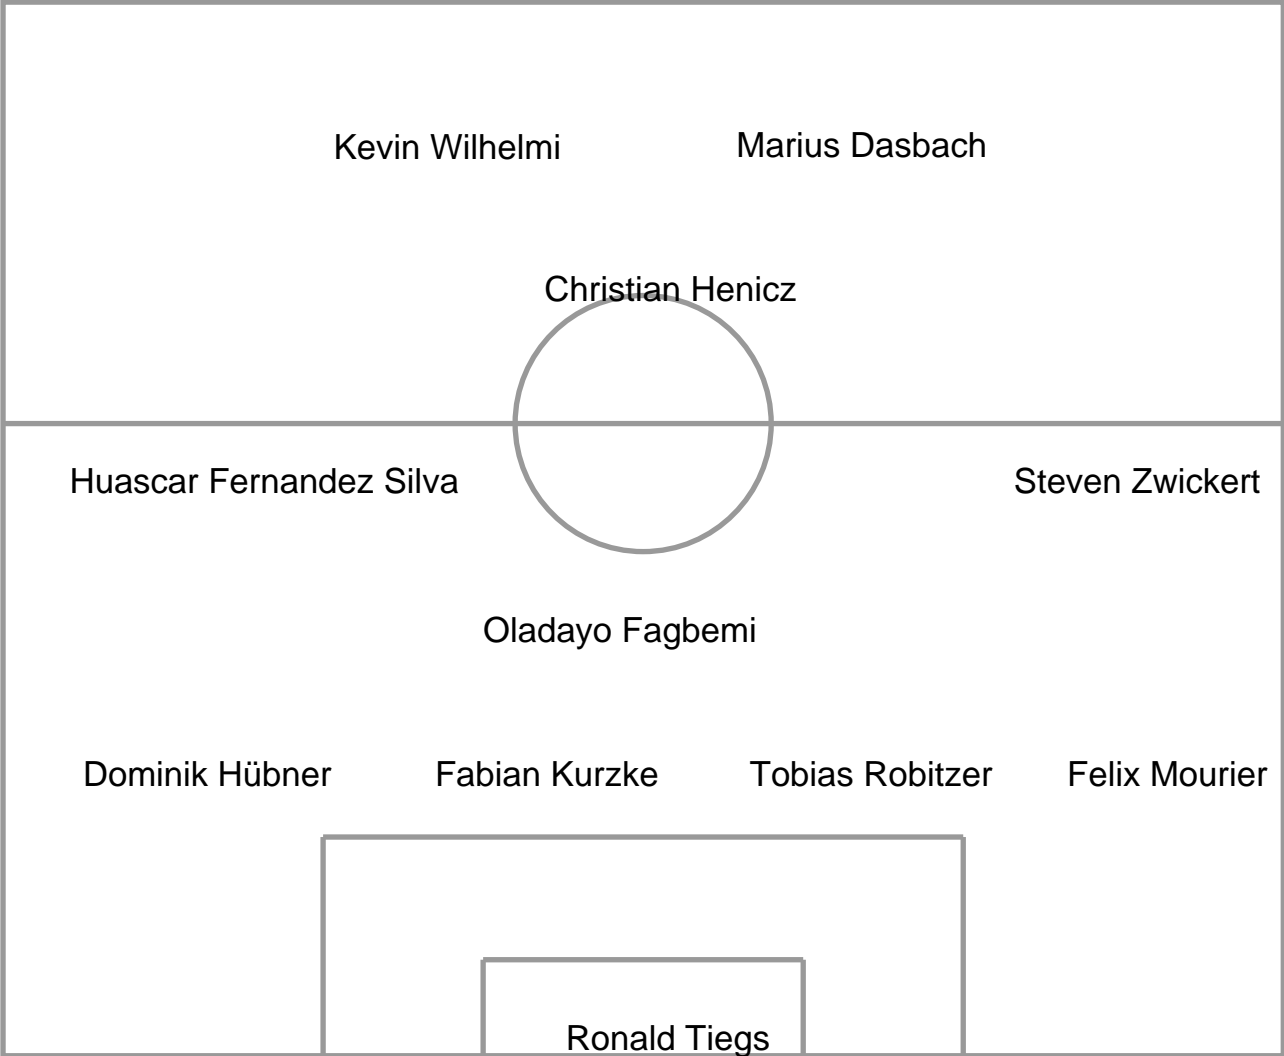 Kevin Wilhelmi
Marius Dasbach
Christian Henicz
Huascar Fernandez Silva
Steven Zwickert
Oladayo Fagbemi
Dominik Hübner
Fabian Kurzke
Tobias Robitzer
Felix Mourier
Ronald Tiegs